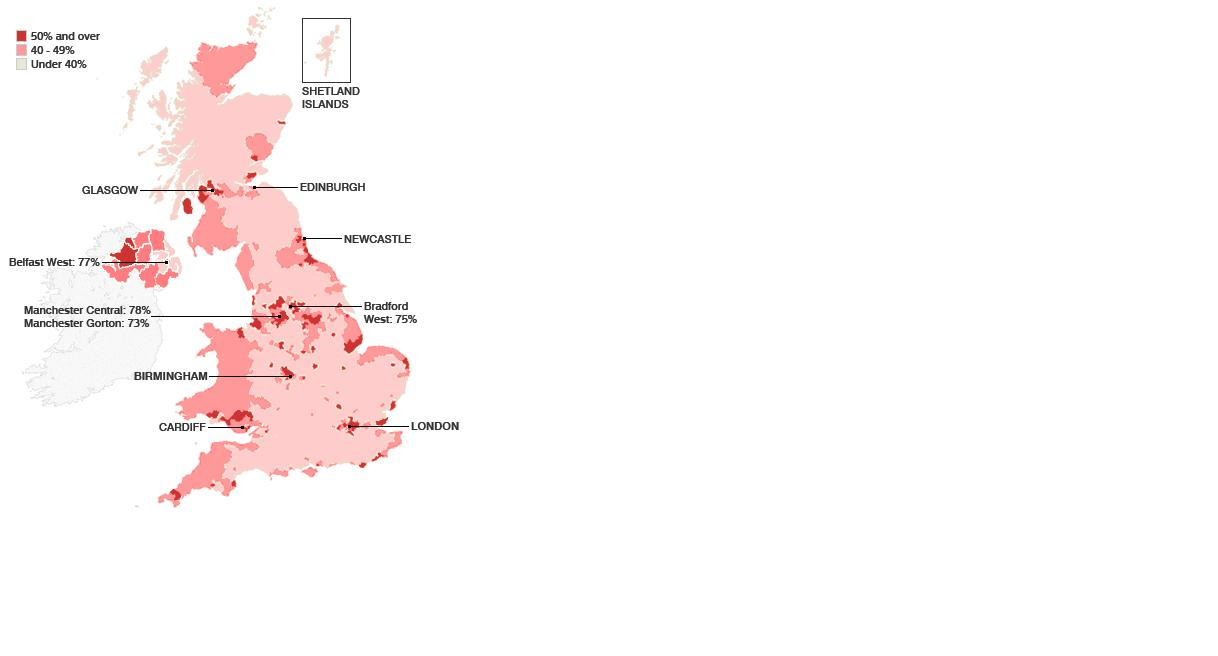 50% and over
40 - 49%
Under 40%
SHETLAND
ISLANDS
GLASGOW
EDINBURGH
NEWCASTLE
Belfast West: 77%
Manchester Central: 78%
Manchester Gorton: 73%
Bradford
West: 75%
BIRMINGHAM
CARDIFF
LONDON